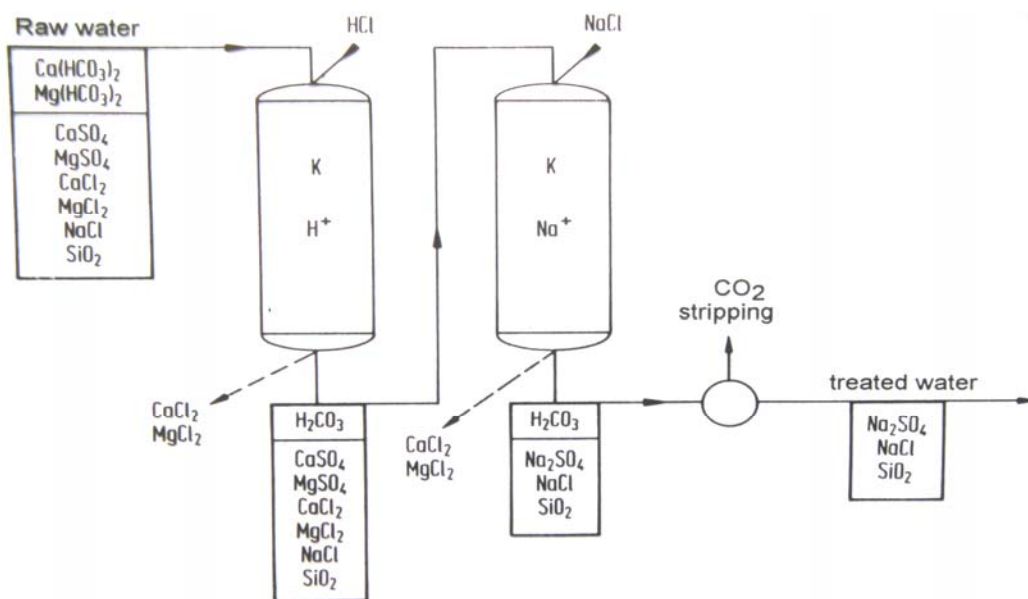 Raw water
Ca(HCO₃)₂
Mg(HCO₃)₂
CaSO₄
MgSO₄
CaCl₂
MgCl₂
NaCl
SiO₂
HCl
K
H⁺
CaCl₂
MgCl₂
H₂CO₃
CaSO₄
MgSO₄
CaCl₂
MgCl₂
NaCl
SiO₂
NaCl
K
Na⁺
CaCl₂
MgCl₂
H₂CO₃
Na₂SO₄
NaCl
SiO₂
CO₂
stripping
treated water
Na₂SO₄
NaCl
SiO₂